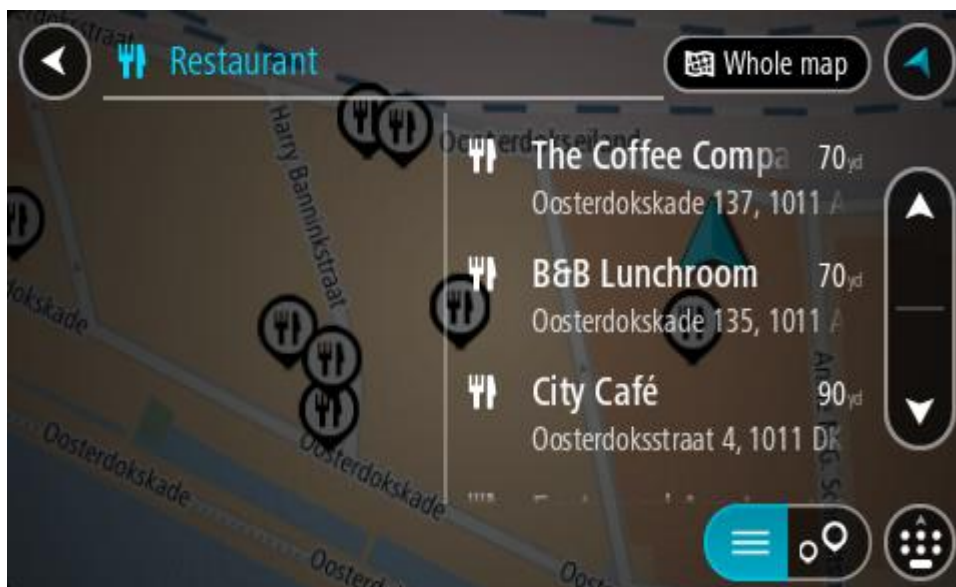 Restaurant
Whole map
Harry Banninkstraat
The Coffee Compa 70yd
Oosterdokskade 137, 1011 A
B&B Lunchroom 70yd
Oosterdokskade 135, 1011 A
City Café 90yd
Oosterdoksstraat 4, 1011 DK
Oosterdokskade
Oosterdokskade